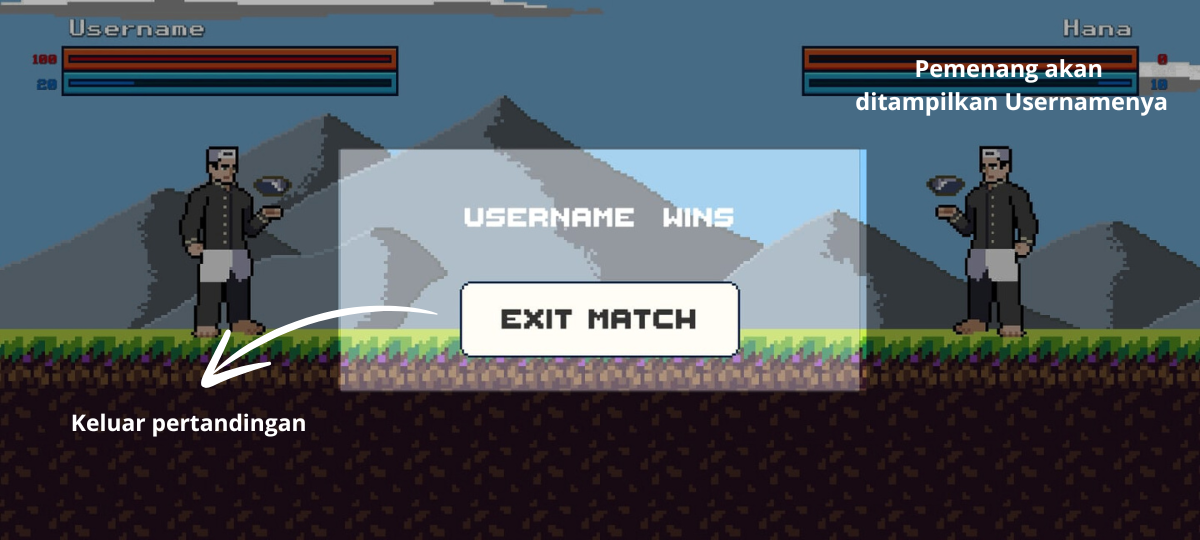 Username
Hana
100
0
20
10
Pemenang akan
ditampilkan Usernamenya
USERNAME WINS
EXIT MATCH
Keluar pertandingan